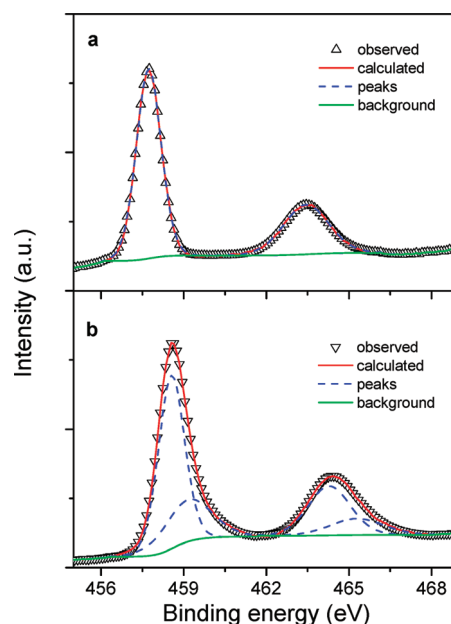 a
observed
calculated
peaks
background
b
observed
calculated
peaks
background
Intensity (a.u.)
456 459 462 465 468
Binding energy (eV)